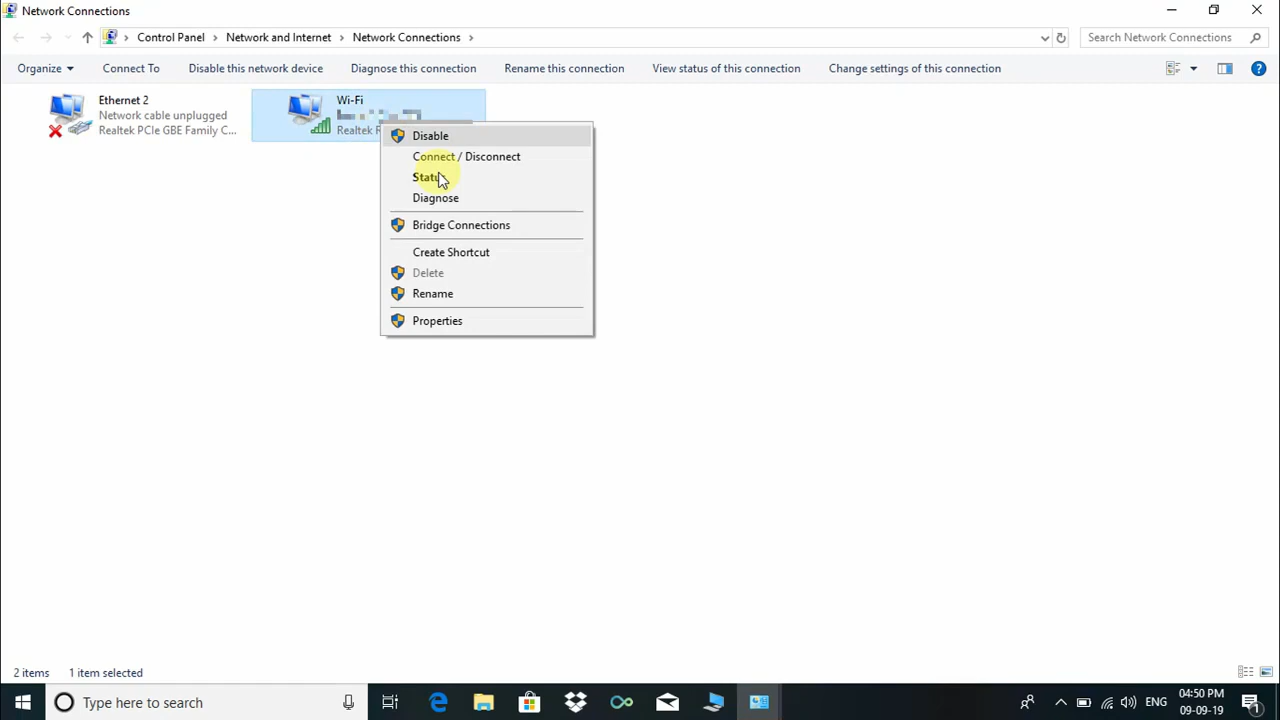 Network Connections
Control Panel > Network and Internet > Network Connections >
Search Network Connections
Organize Connect To Disable this network device Diagnose this connection Rename this connection View status of this connection Change settings of this connection
Ethernet 2
Network cable unplugged
Realtek PCIe GBE Family C...
Wi-Fi
Realtek
Disable
Connect / Disconnect
Status
Diagnose
Bridge Connections
Create Shortcut
Delete
Rename
Properties
2 items 1 item selected
Type here to search
ENG
04:50 PM
09-09-19
1